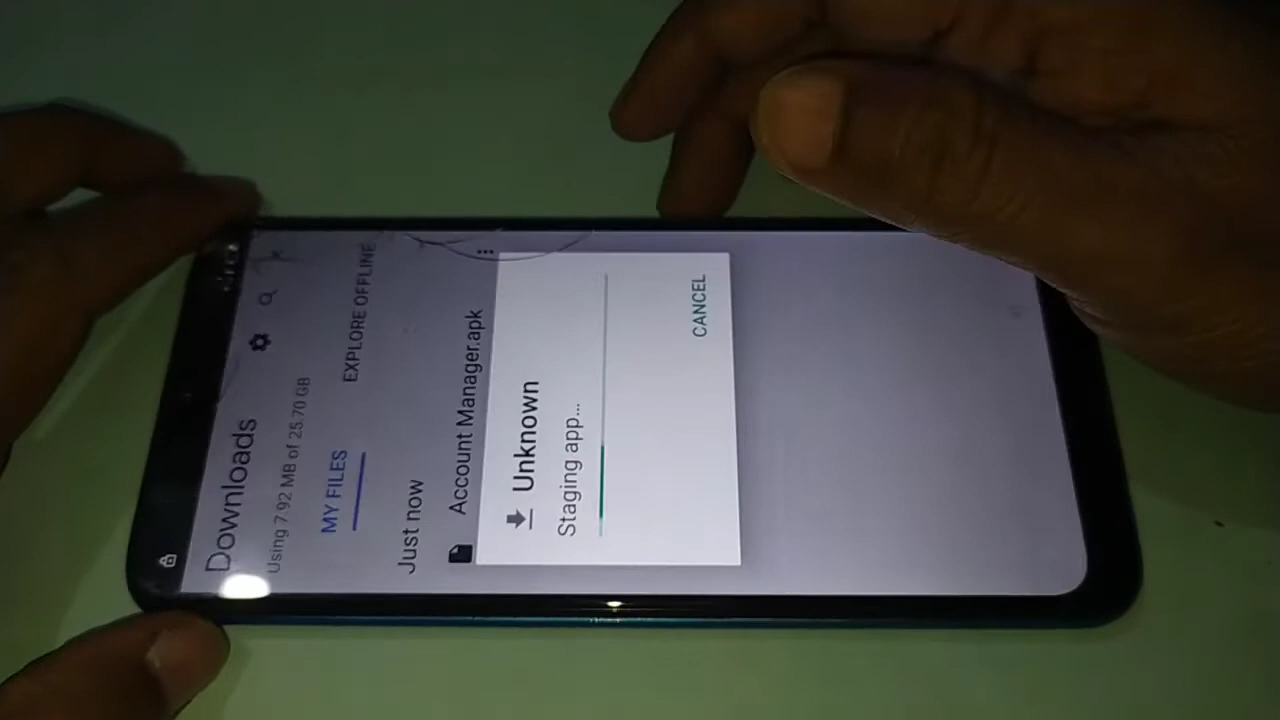 Downloads
Using 7.92 MB of 25.70 GB
MY FILES
EXPLORE OFFLINE
Just now
Account Manager.apk
Unknown
Staging app...
CANCEL